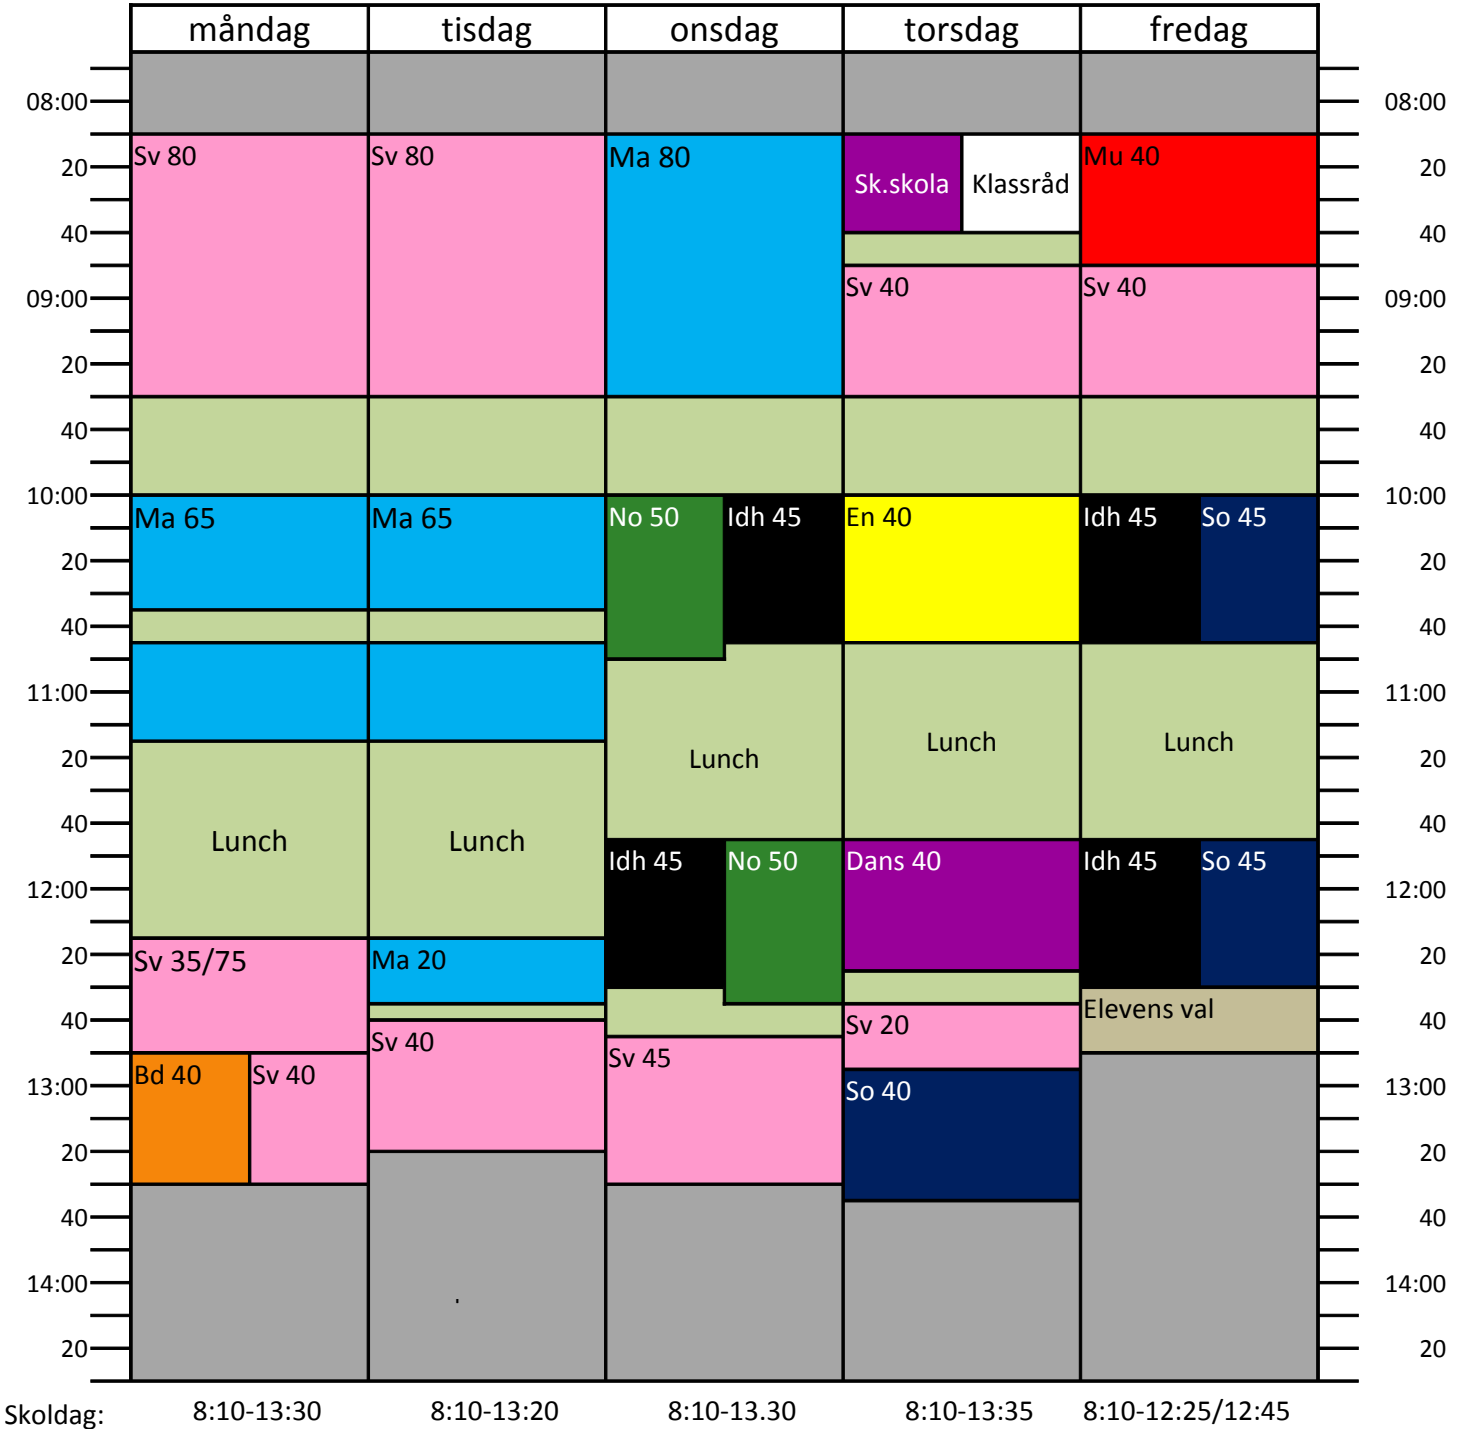 måndag tisdag onsdag torsdag fredag
08:00 08:00
Sv 80 Sv 80 Ma 80 Mu 40
20 Sk.skola Klassråd 20
40 40
Sv 40 Sv 40
09:00 09:00
20 20
40 40
10:00 10:00
Ma 65 Ma 65 No 50 Idh 45 En 40 Idh 45 So 45
20 20
40 40
11:00 11:00
20 Lunch Lunch Lunch 20
40 40
Lunch Lunch
Idh 45 No 50 Dans 40 Idh 45 So 45
12:00 12:00
20 Sv 35/75 Ma 20 20
Elevens val
40 Sv 20 40
Sv 40 Sv 45
Bd 40 Sv 40
13:00 So 40 13:00
20 20
40 40
14:00 14:00
20 20
Skoldag: 8:10-13:30 8:10-13:20 8:10-13.30 8:10-13:35 8:10-12:25/12:45